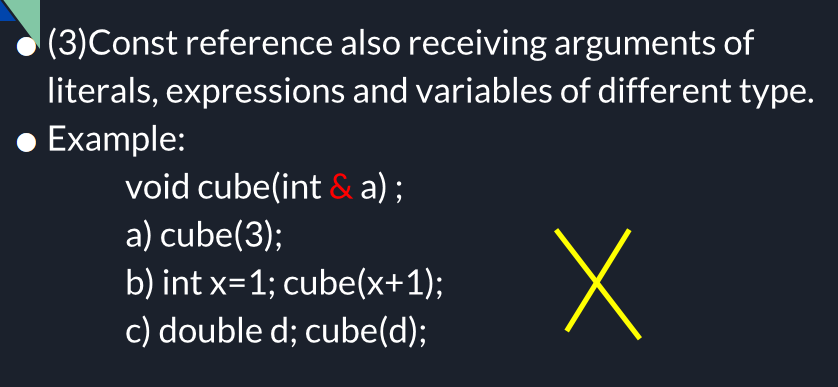 ● (3)Const reference also receiving arguments of
literals, expressions and variables of different type.
● Example:
void cube(int & a) ;
a) cube(3);
b) int x=1; cube(x+1);
c) double d; cube(d);